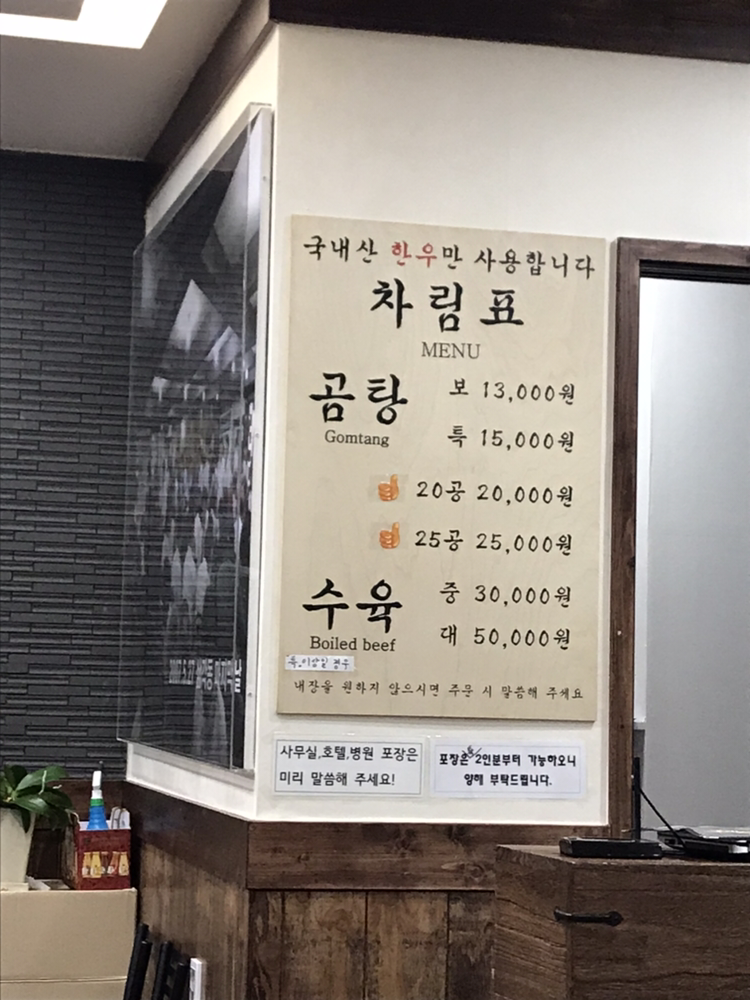 국내산 한우만 사용합니다
차림표
MENU
곰탕
Gomtang
보 13,000원
특 15,000원
20공 20,000원
25공 25,000원
수육
Boiled beef
중 30,000원
대 50,000원
특.이상일 경우
내장을 원하지 않으시면 주문 시 말씀해 주세요
사무실,호텔,병원 포장은
미리 말씀해 주세요!
포장은 2인분부터 가능하오니
양해 부탁드립니다.